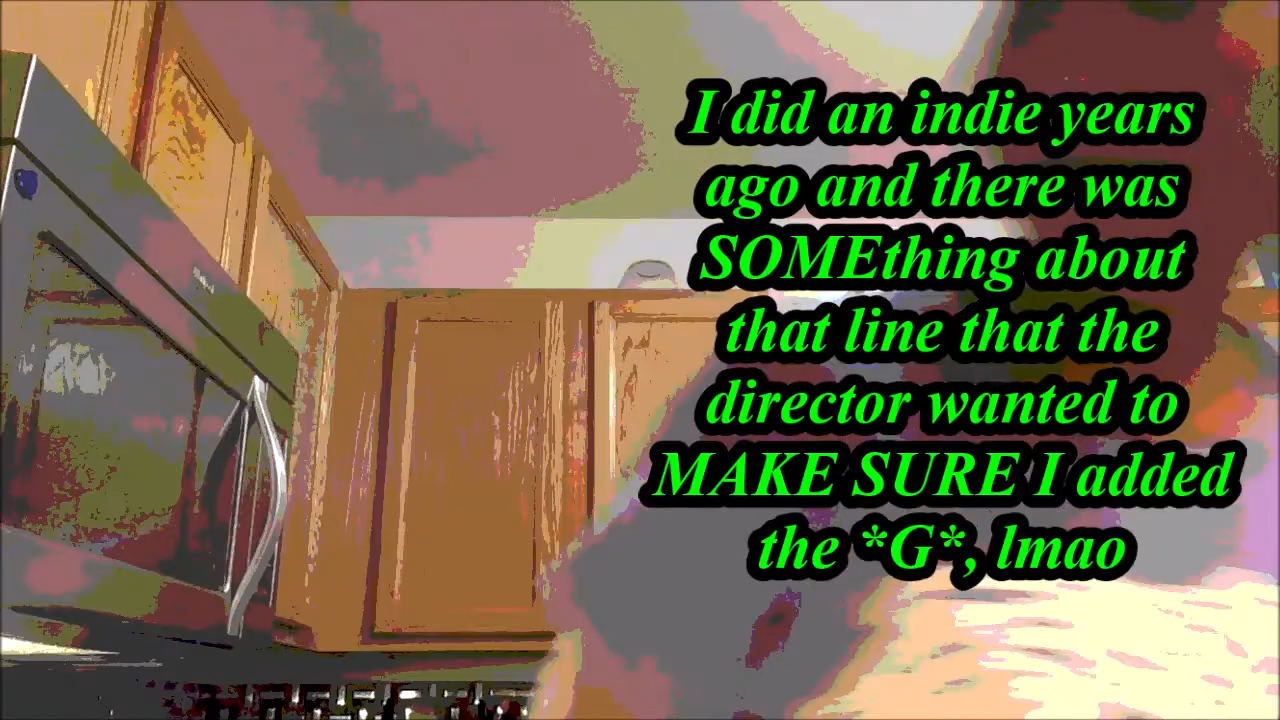 I did an indie years
ago and there was
SOMEthing about
that line that the
director wanted to
MAKE SURE I added
the *G*, lmao